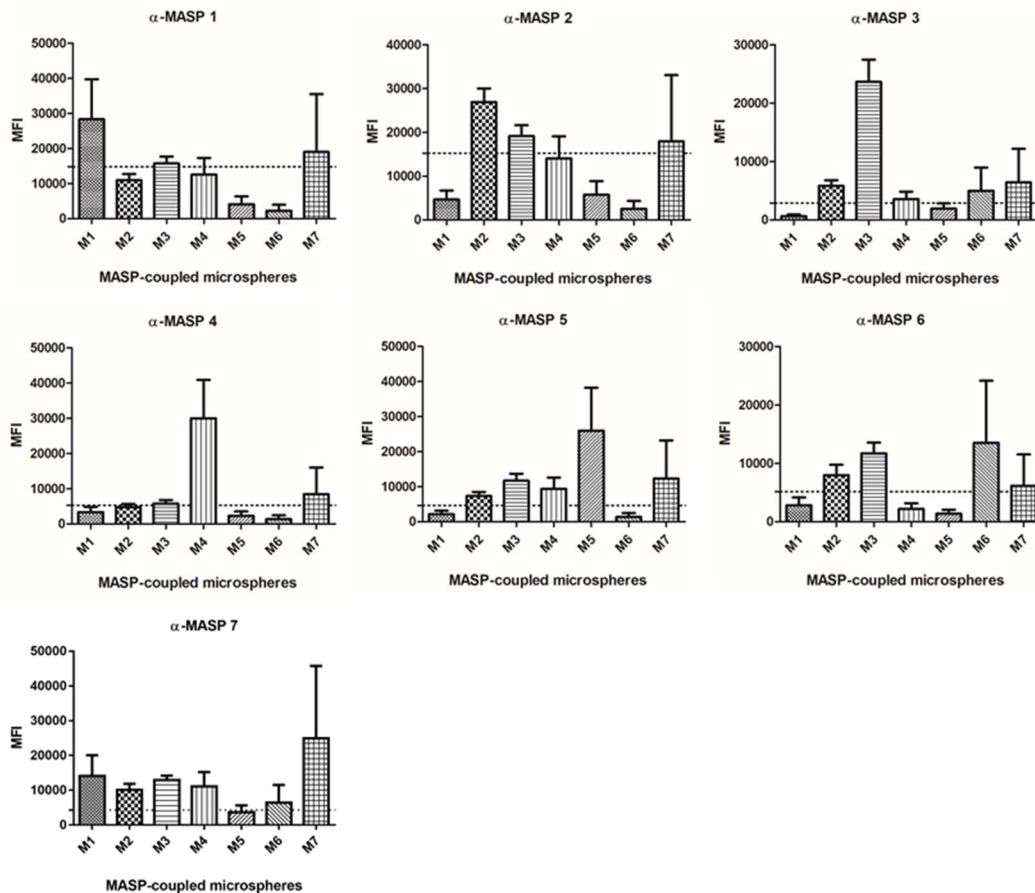 α-MASP 1
50000
40000
30000
20000
10000
0
MFI
M1 M2 M3 M4 M5 M6 M7
MASP-coupled microspheres
α-MASP 2
40000
30000
20000
10000
0
MFI
M1 M2 M3 M4 M5 M6 M7
MASP-coupled microspheres
α-MASP 3
30000
20000
10000
0
MFI
M1 M2 M3 M4 M5 M6 M7
MASP-coupled microspheres
α-MASP 4
50000
40000
30000
20000
10000
0
MFI
M1 M2 M3 M4 M5 M6 M7
MASP-coupled microspheres
α-MASP 5
50000
40000
30000
20000
10000
0
MFI
M1 M2 M3 M4 M5 M6 M7
MASP-coupled microspheres
α-MASP 6
30000
20000
10000
0
MFI
M1 M2 M3 M4 M5 M6 M7
MASP-coupled microspheres
α-MASP 7
50000
40000
30000
20000
10000
0
MFI
M1 M2 M3 M4 M5 M6 M7
MASP-coupled microspheres